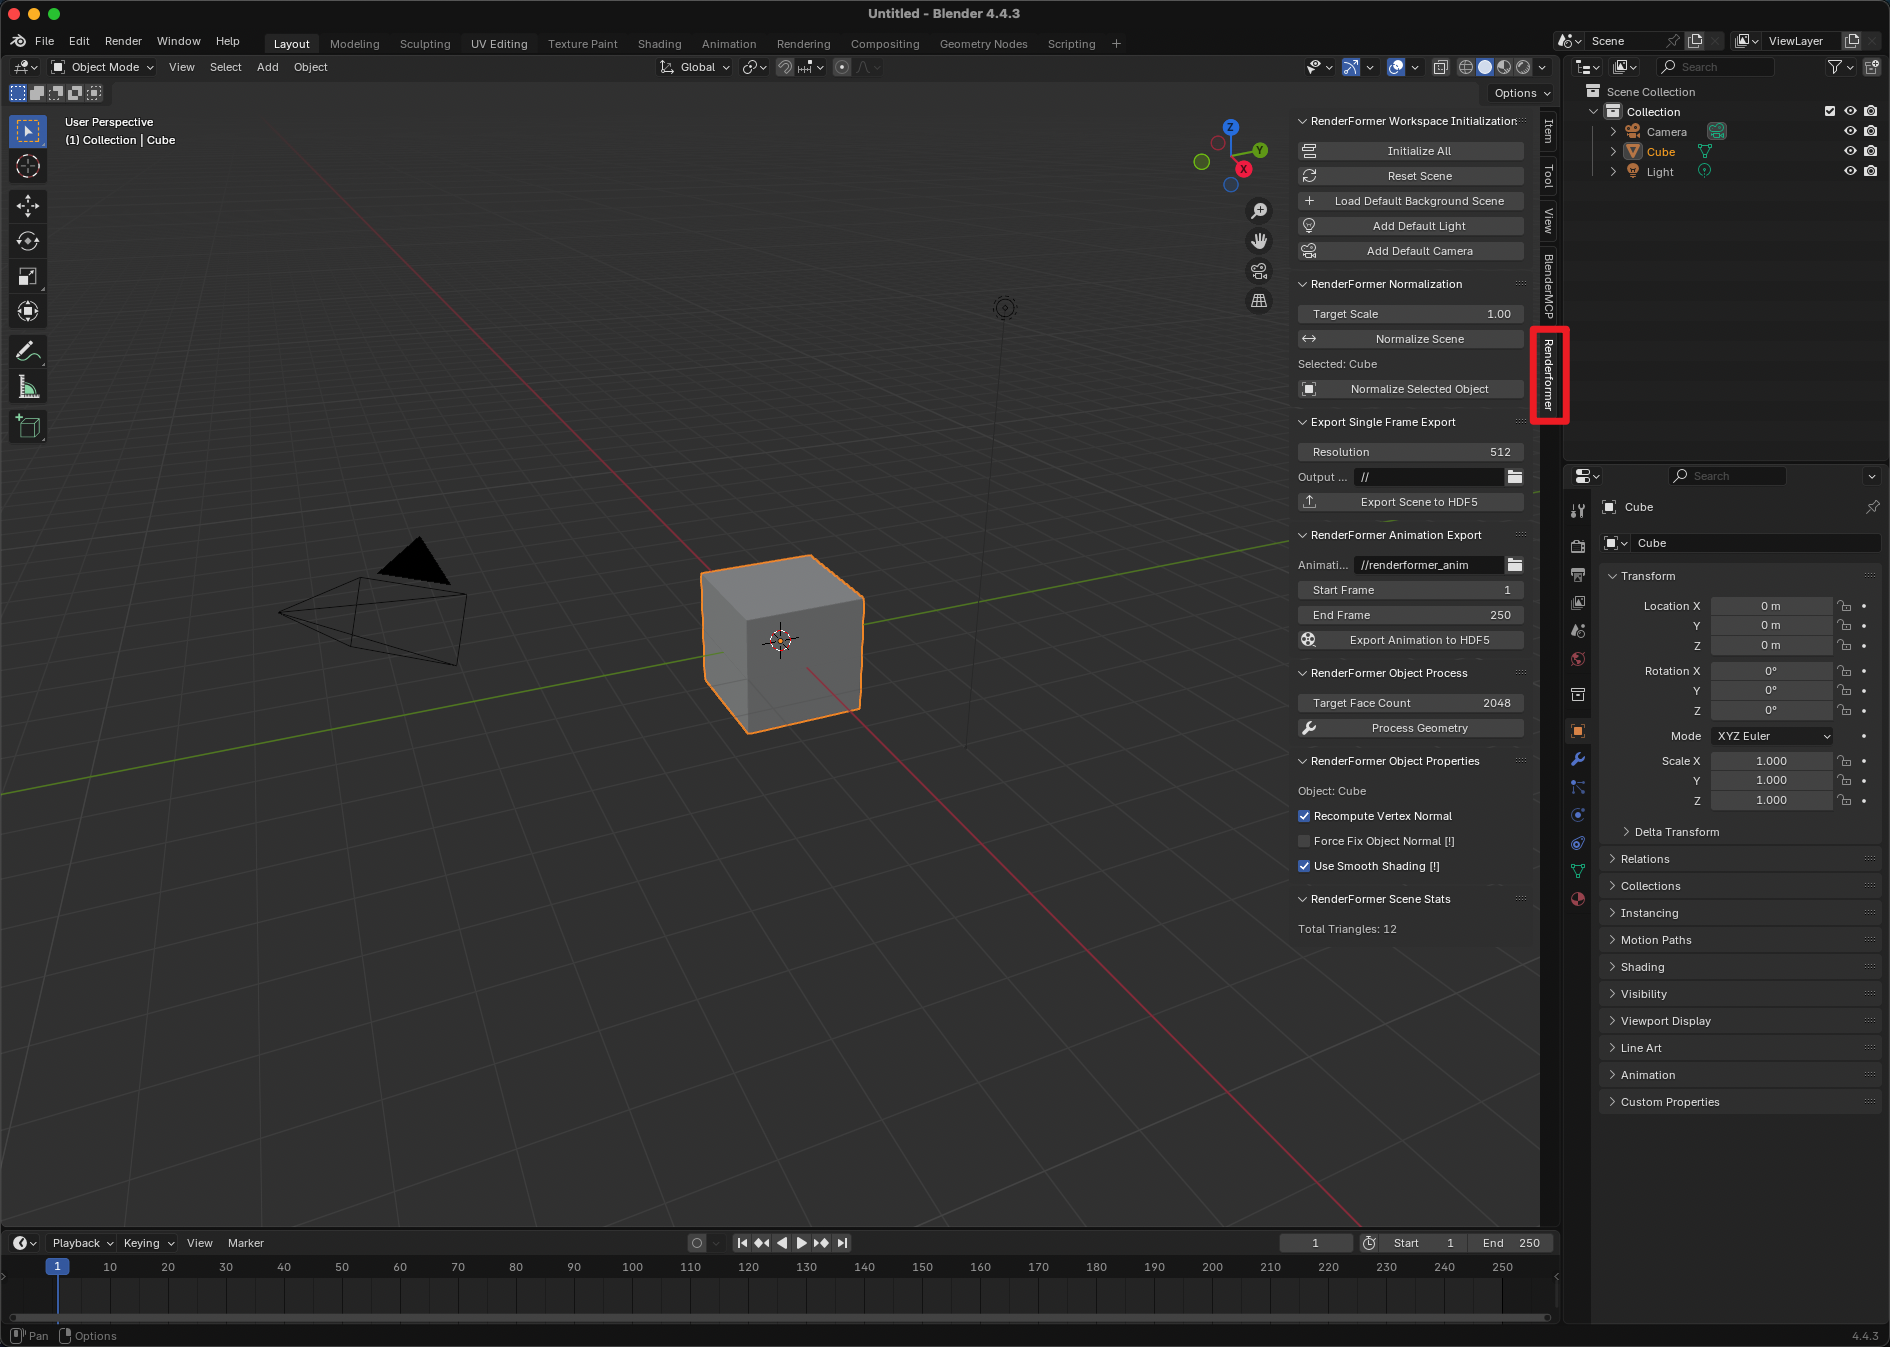 Untitled - Blender 4.4.3
File Edit Render Window Help
Layout Modeling Sculpting UV Editing Texture Paint Shading Animation Rendering Compositing Geometry Nodes Scripting +
Scene
ViewLayer
Object Mode View Select Add Object
Global
Options
User Perspective
(1) Collection | Cube
Z
Y
X
RenderFormer Workspace Initialization
Initialize All
Reset Scene
Load Default Background Scene
Add Default Light
Add Default Camera
RenderFormer Normalization
Target Scale 1.00
Normalize Scene
Selected: Cube
Normalize Selected Object
Export Single Frame Export
Resolution 512
Output ... //
Export Scene to HDF5
RenderFormer Animation Export
Animati... //renderformer_anim
Start Frame 1
End Frame 250
Export Animation to HDF5
RenderFormer Object Process
Target Face Count 2048
Process Geometry
RenderFormer Object Properties
Object: Cube
Recompute Vertex Normal
Force Fix Object Normal [!]
Use Smooth Shading [!]
RenderFormer Scene Stats
Total Triangles: 12
Item
Tool
View
BlenderMCP
Renderformer
Search
Scene Collection
Collection
Camera
Cube
Light
Search
Cube
Cube
Transform
Location X 0 m
Y 0 m
Z 0 m
Rotation X 0°
Y 0°
Z 0°
Mode XYZ Euler
Scale X 1.000
Y 1.000
Z 1.000
Delta Transform
Relations
Collections
Instancing
Motion Paths
Shading
Visibility
Viewport Display
Line Art
Animation
Custom Properties
Playback Keying View Marker
1 Start 1 End 250
1 10 20 30 40 50 60 70 80 90 100 110 120 130 140 150 160 170 180 190 200 210 220 230 240 250
Pan Options
4.4.3